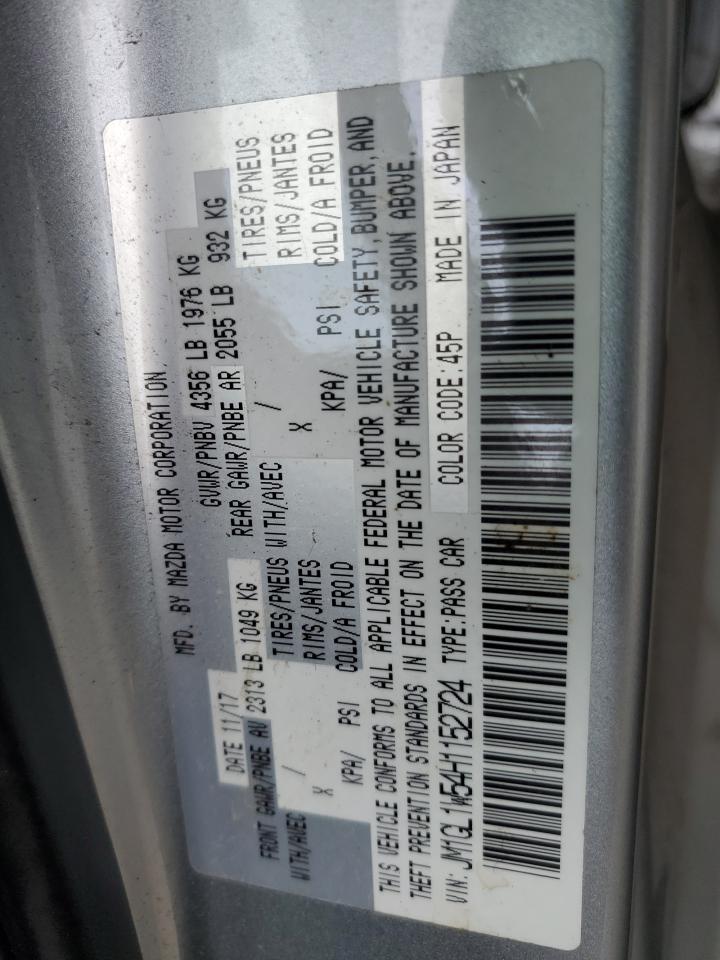 MFD. BY MAZDA MOTOR CORPORATION
DATE 11/17 GVWR/PNBV 4356 LB 1976 KG
FRONT GAWR/PNBE AV 2313 LB 1049 KG REAR GAWR/PNBE AR 2055 LB 932 KG
WITH/AVEC TIRES/PNEUS WITH/AVEC TIRES/PNEUS
/ RIMS/JANTES / RIMS/JANTES
X COLD/A FROID X COLD/A FROID
KPA/ PSI KPA/ PSI
THIS VEHICLE CONFORMS TO ALL APPLICABLE FEDERAL MOTOR VEHICLE SAFETY,BUMPER,AND
THEFT PREVENTION STANDARDS IN EFFECT ON THE DATE OF MANUFACTURE SHOWN ABOVE.
VIN: JM1GL1W54H1152724 TYPE:PASS CAR COLOR CODE:45P MADE IN JAPAN